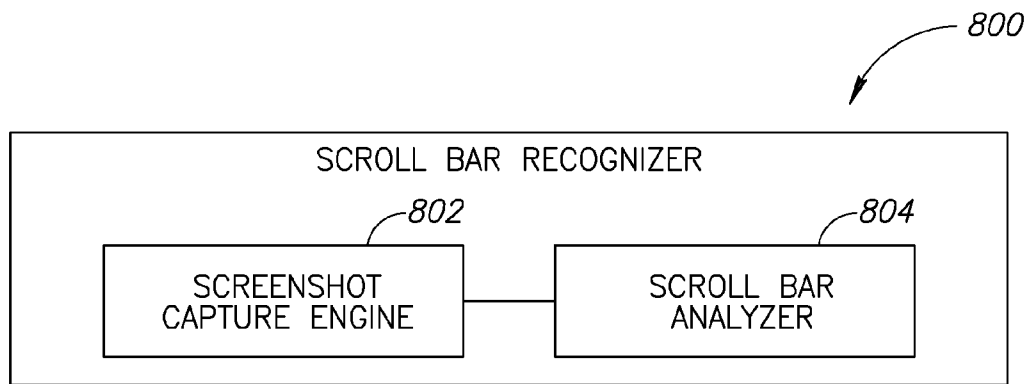 800
SCROLL BAR RECOGNIZER
802
804
SCREENSHOT
CAPTURE ENGINE
SCROLL BAR
ANALYZER